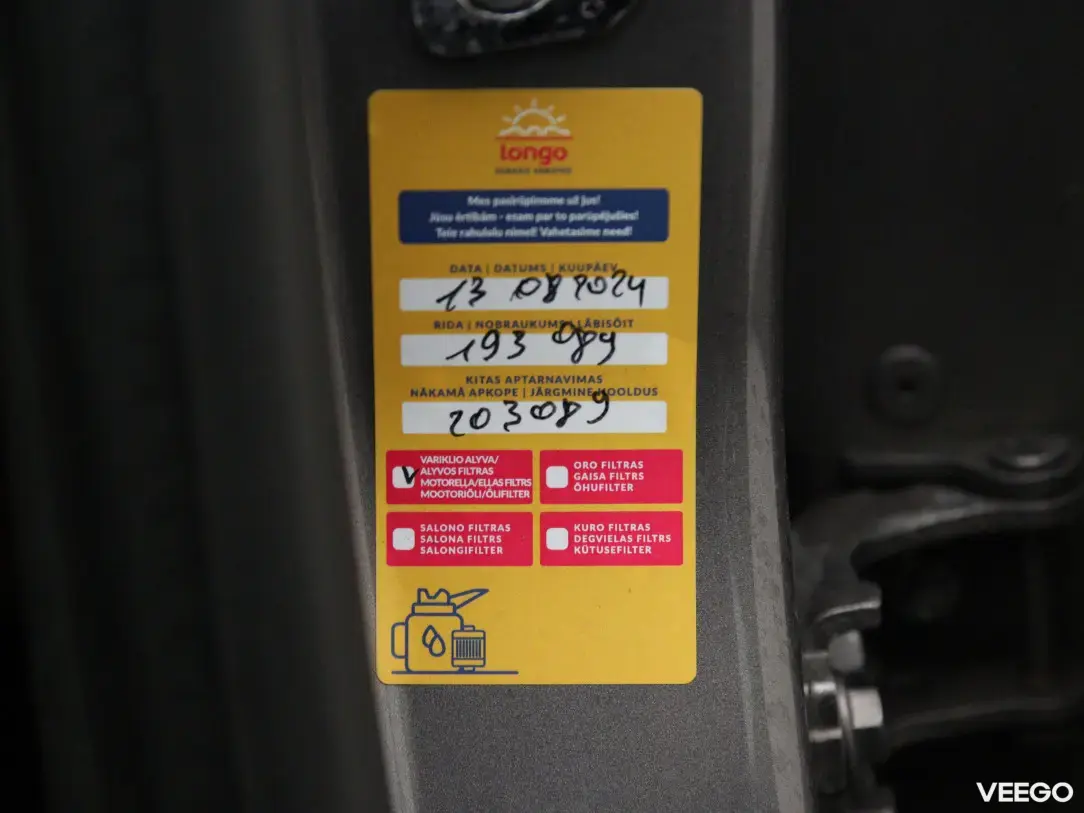 longo
Mes pasirūpinome už jus!
Jūsu ērtībām - esam par to parūpējušies!
Teie rahulolu nimel! Vahetasime need!
DATA | DATUMS | KUUPÄEV
13 08 2024
RIDA | NOBRAUKUMS | LÄBISÕIT
193 089
KITAS APTARNAVIMAS
NĀKAMĀ APKOPE | JÄRGMINE HOOLDUS
203089
VARIKLIO ALYVA/
ALYVOS FILTRAS
MOTOREĻĻA/EĻĻAS FILTRS
MOOTORIÕLI/ÕLIFILTER
ORO FILTRAS
GAISA FILTRS
ÕHUFILTER
SALONO FILTRAS
SALONA FILTRS
SALONGIFILTER
KURO FILTRAS
DEGVIELAS FILTRS
KÜTUSEFILTER
VEEGO